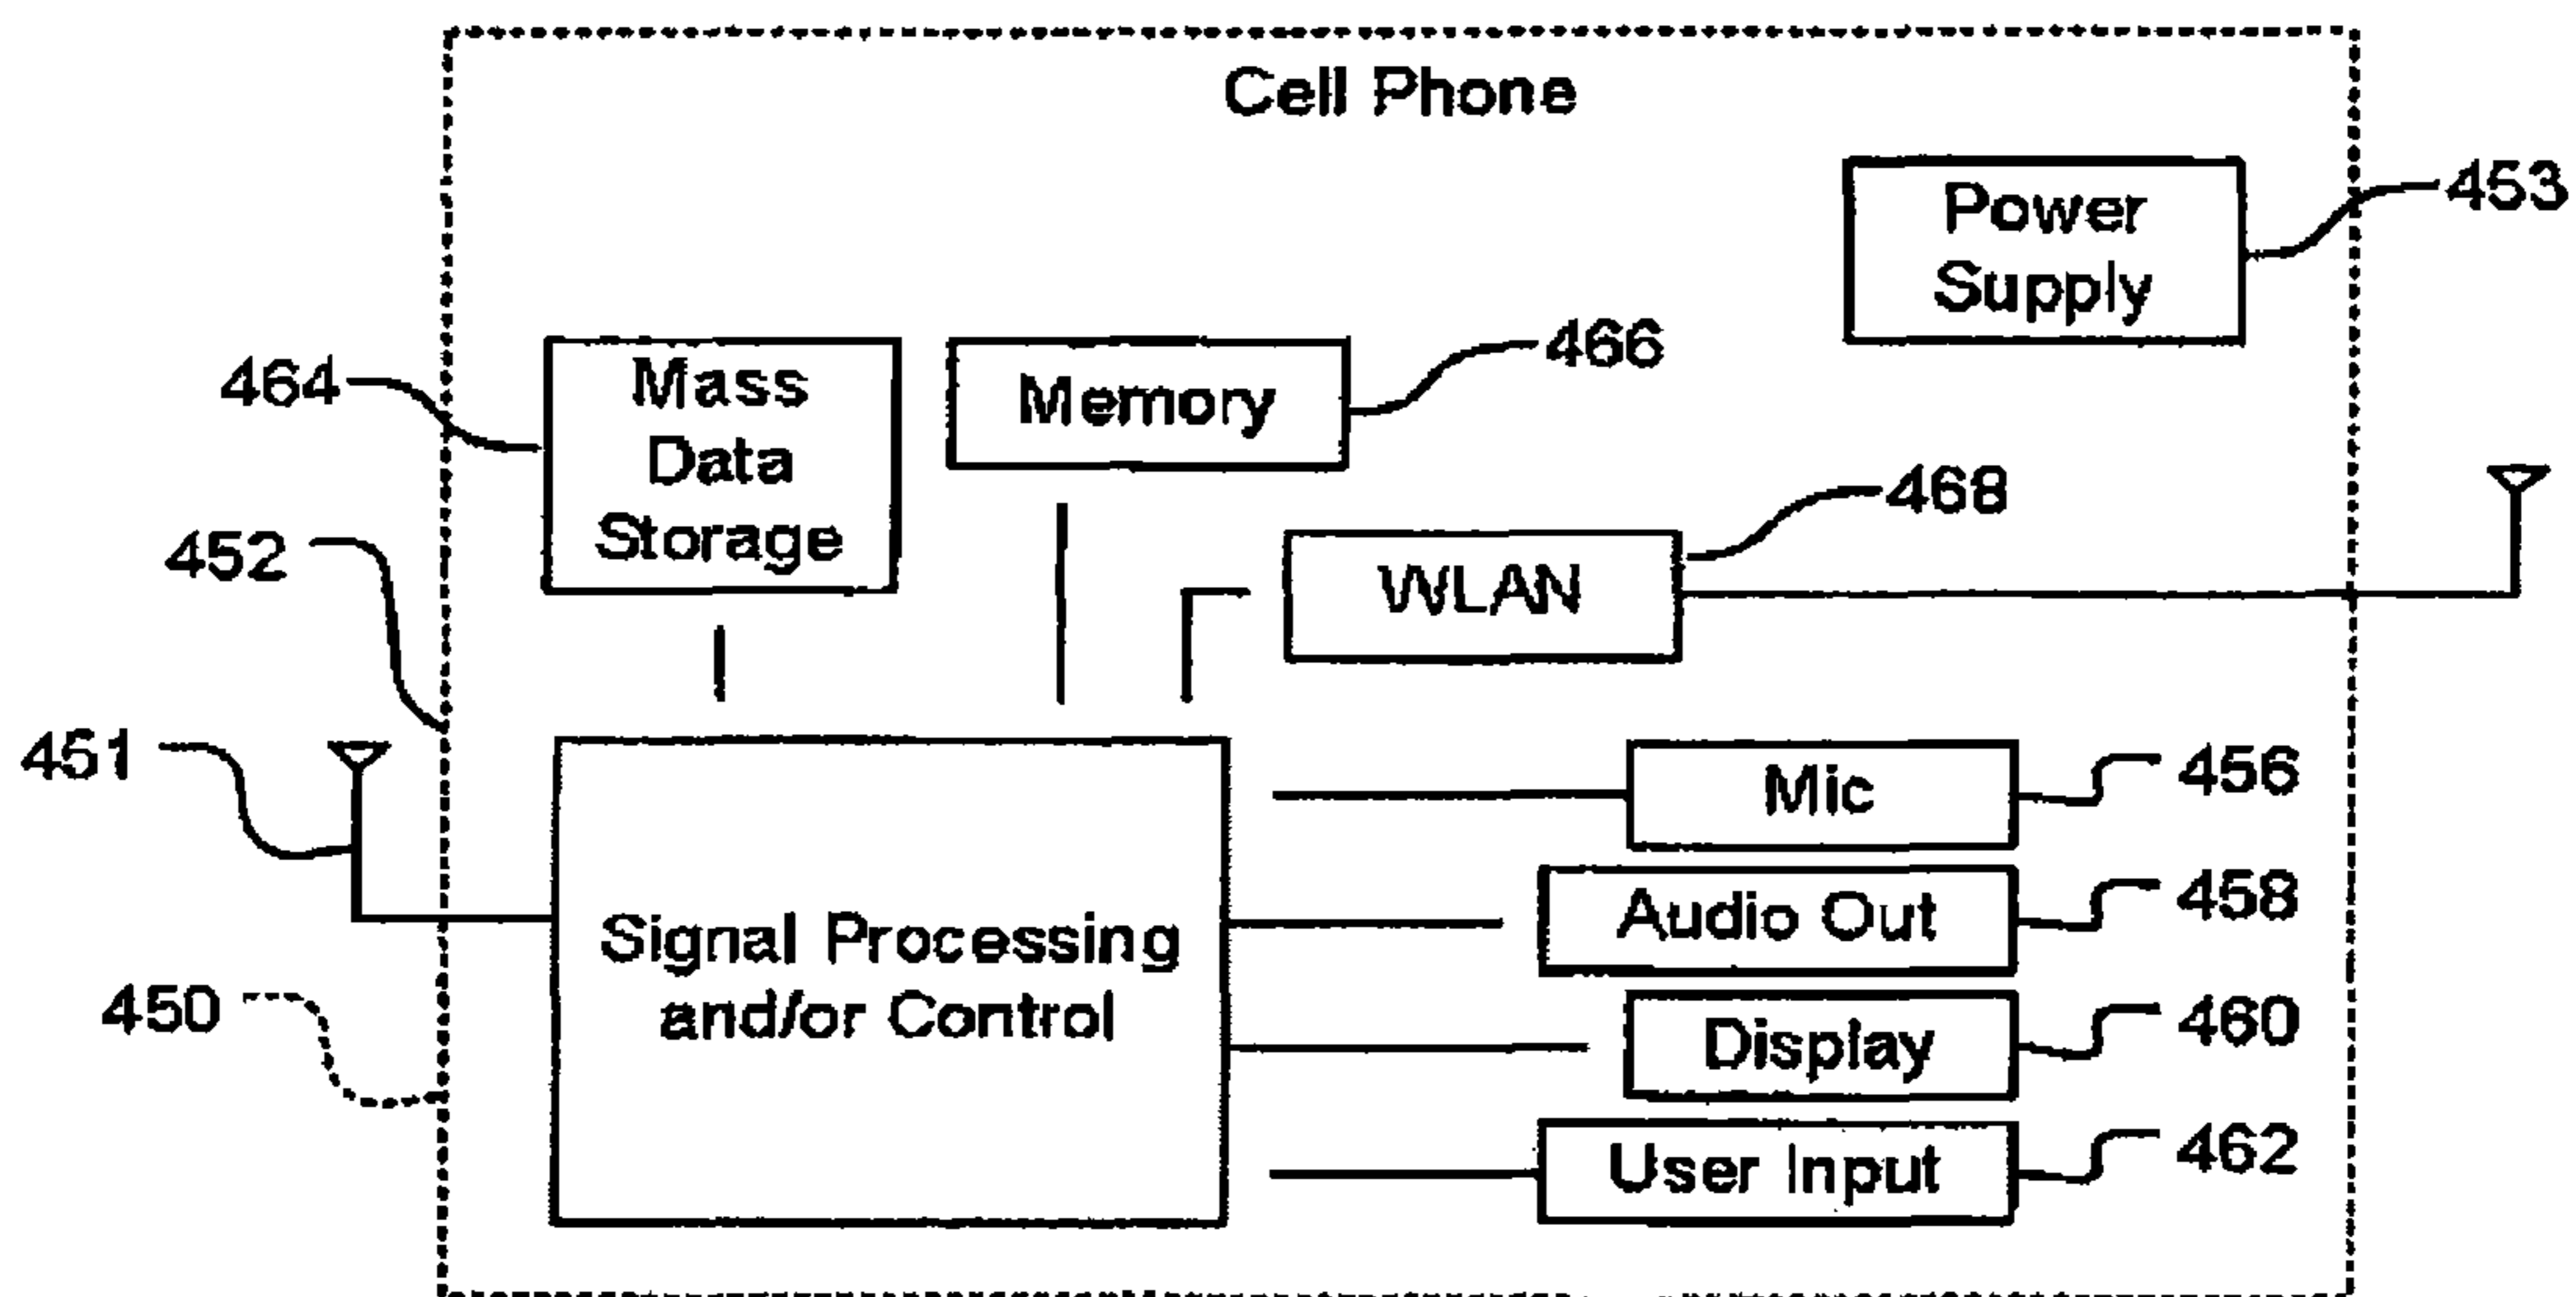 Cell Phone
Power
Supply
453
464
Mass
Data
Storage
Memory
466
468
452
WLAN
451
Mic
456
Audio Out
458
Signal Processing
and/or Control
450
Display
460
User Input
462